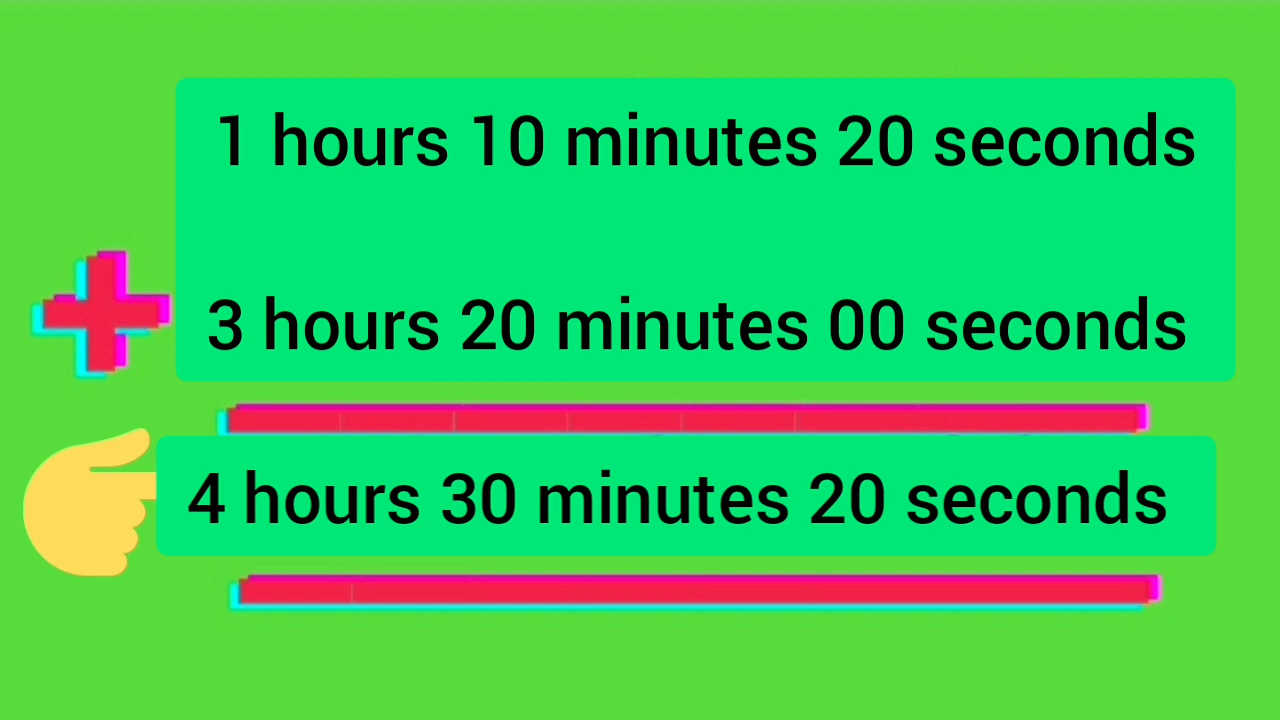 1 hours 10 minutes 20 seconds
3 hours 20 minutes 00 seconds
4 hours 30 minutes 20 seconds